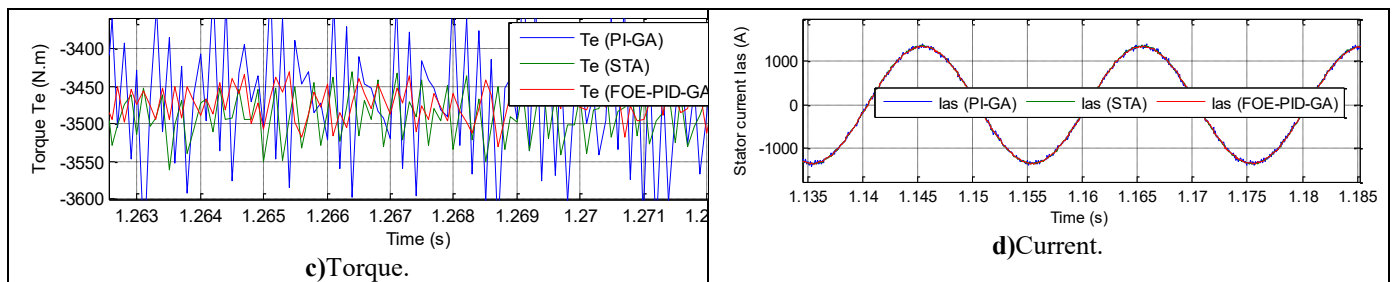 Torque Te (N.m)
-3400
-3450
-3500
-3550
-3600
Te (PI-GA)
Te (STA)
Te (FOE-PID-GA
1.263 1.264 1.265 1.266 1.267 1.268 1.269 1.27 1.271 1.2
Time (s)
c)Torque.
Stator current Ias (A)
1000
0
-1000
Ias (PI-GA) Ias (STA) Ias (FOE-PID-GA)
1.135 1.14 1.145 1.15 1.155 1.16 1.165 1.17 1.175 1.18 1.185
Time (s)
d)Current.